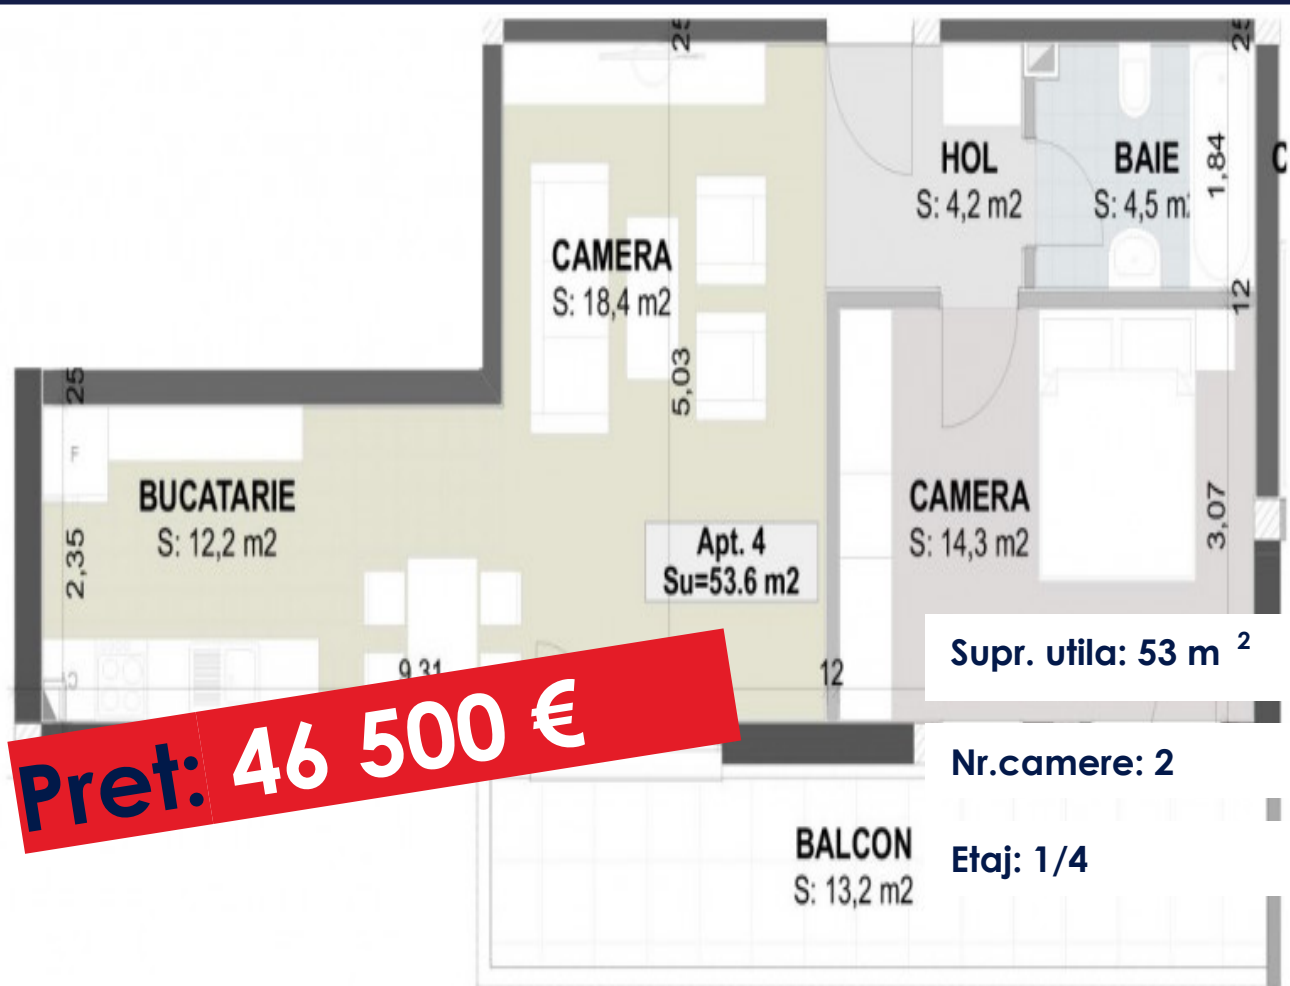 25
25
HOL
S: 4,2 m2
BAIE
S: 4,5 m
1,84
C
CAMERA
S: 18,4 m2
12
5,03
25
F
BUCATARIE
S: 12,2 m2
2,35
Apt. 4
Su=53.6 m2
CAMERA
S: 14,3 m2
3,07
9,31
12
Supr. utila: 53 m 2
Pret: 46 500 €
Nr.camere: 2
BALCON
S: 13,2 m2
Etaj: 1/4